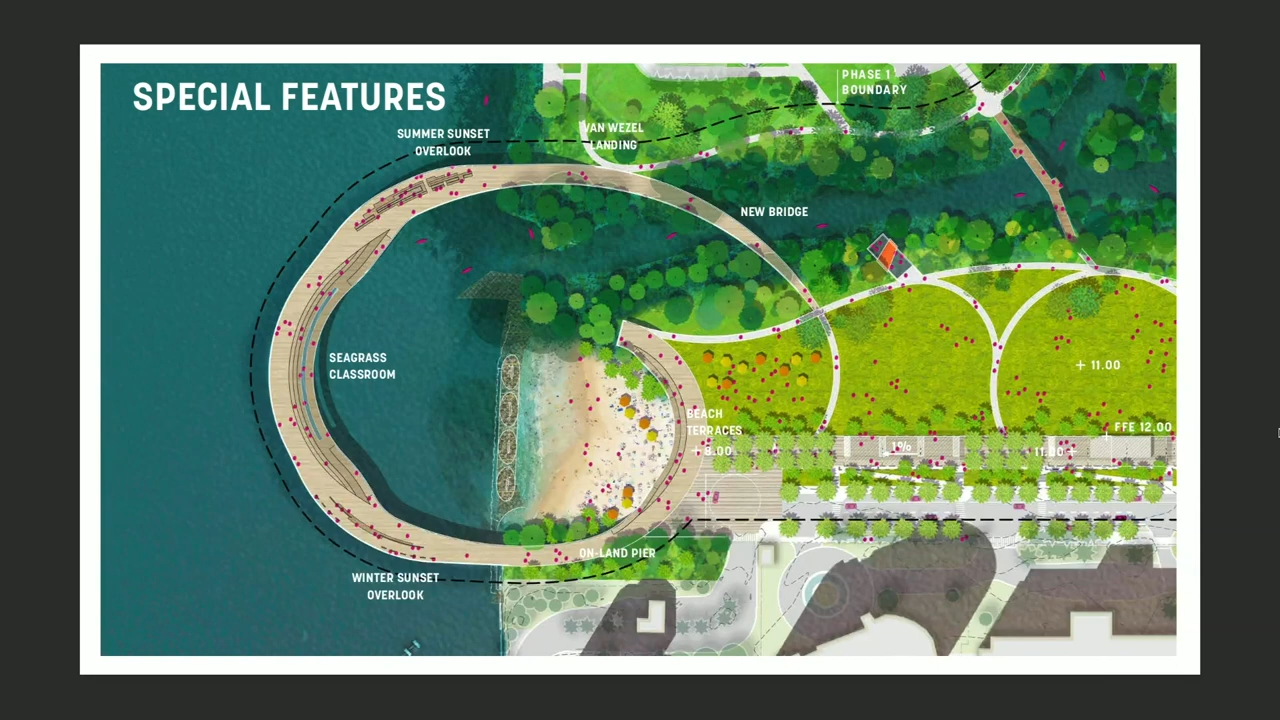 SPECIAL FEATURES
PHASE 1
BOUNDARY
SUMMER SUNSET
OVERLOOK
VAN WEZEL
LANDING
NEW BRIDGE
SEAGRASS
CLASSROOM
+ 11.00
BEACH
TERRACES
+ 8.00
1%
11.00 +
FFE 12.00
ON-LAND PIER
WINTER SUNSET
OVERLOOK